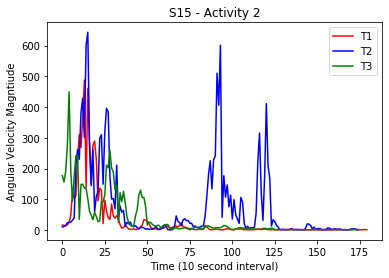 S15 - Activity 2
T1
T2
T3
Angular Velocity Magntiude
600
500
400
300
200
100
0
0 25 50 75 100 125 150 175
Time (10 second interval)